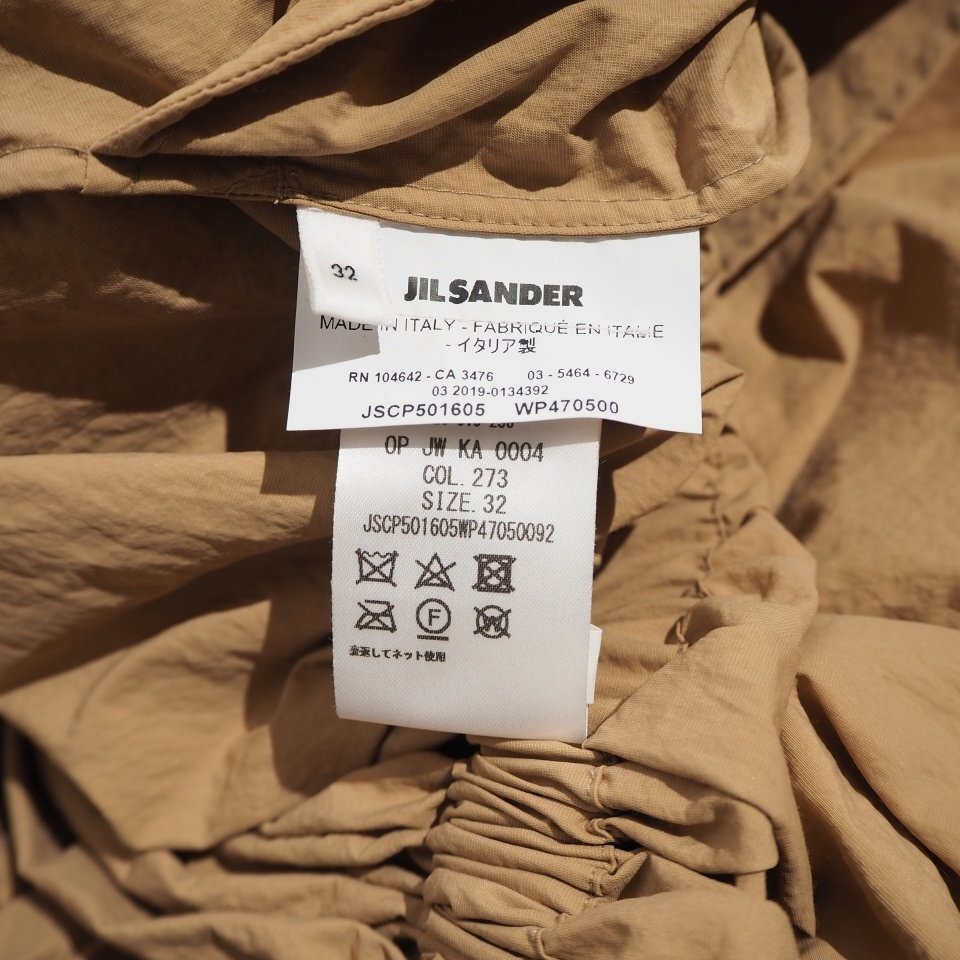 32
JIL SANDER
MADE IN ITALY - FABRIQUÉ EN ITALIE
- イタリア製
RN 104642 - CA 3476 03 - 5464 - 6729
03 2019-0134392
JSCP501605 WP470500
OP JW KA 0004
COL. 273
SIZE. 32
JSCP501605WP47050092
F
W
裏返してネット使用